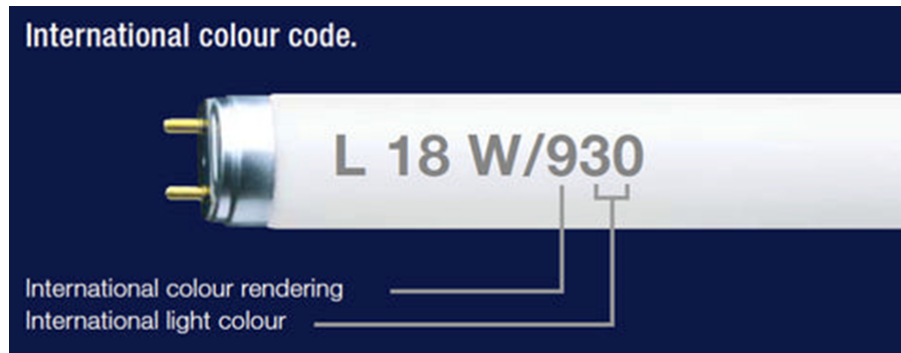 International colour code.
L 18 W/930
International colour rendering
International light colour